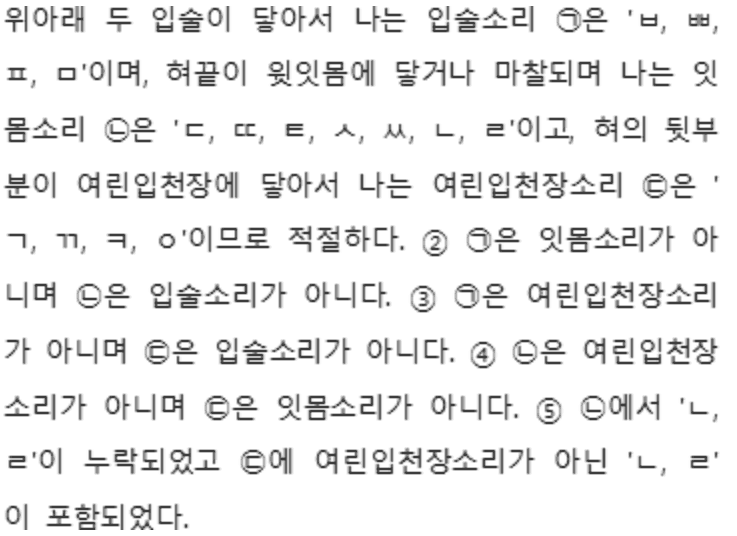 위아래 두 입술이 닿아서 나는 입술소리 ㉠은 'ㅂ, ㅃ,
ㅍ, ㅁ'이며, 혀끝이 윗잇몸에 닿거나 마찰되며 나는 잇
몸소리 ㉡은 'ㄷ, ㄸ, ㅌ, ㅅ, ㅆ, ㄴ, ㄹ'이고, 혀의 뒷부
분이 여린입천장에 닿아서 나는 여린입천장소리 ㉢은 '
ㄱ, ㄲ, ㅋ, ㅇ'이므로 적절하다. ② ㉠은 잇몸소리가 아
니며 ㉡은 입술소리가 아니다. ③ ㉠은 여린입천장소리
가 아니며 ㉢은 입술소리가 아니다. ④ ㉡은 여린입천장
소리가 아니며 ㉢은 잇몸소리가 아니다. ⑤ ㉡에서 'ㄴ,
ㄹ'이 누락되었고 ㉢에 여린입천장소리가 아닌 'ㄴ, ㄹ'
이 포함되었다.